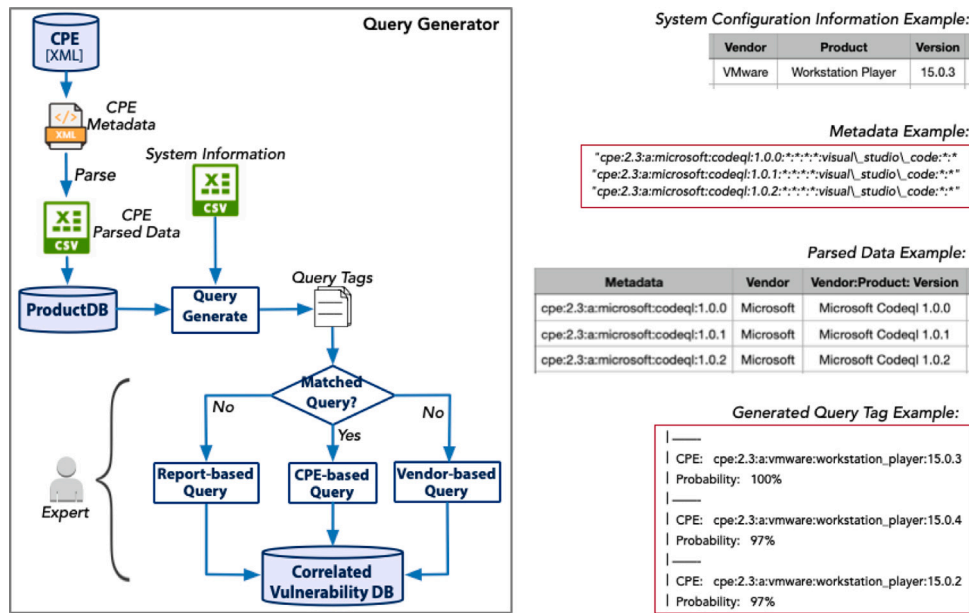 Query Generator
CPE
[XML]
CPE
Metadata
</>
XML
Parse
System Information
X
CSV
X
CSV
CPE
Parsed Data
ProductDB
Query
Generate
Query Tags
Matched
Query?
No
Yes
No
Report-based
Query
CPE-based
Query
Vendor-based
Query
Expert
Correlated
Vulnerability DB
System Configuration Information Example:
Vendor Product Version
VMware Workstation Player 15.0.3
Metadata Example:
"cpe:2.3:a:microsoft:codeql:1.0.0:*:*:*:*:visual\_studio\_code:*:*
"cpe:2.3:a:microsoft:codeql:1.0.1:*:*:*:*:visual\_studio\_code:*:*"
"cpe:2.3:a:microsoft:codeql:1.0.2:*:*:*:*:visual\_studio\_code:*:*"
Parsed Data Example:
Metadata Vendor Vendor:Product: Version
cpe:2.3:a:microsoft:codeql:1.0.0 Microsoft Microsoft Codeql 1.0.0
cpe:2.3:a:microsoft:codeql:1.0.1 Microsoft Microsoft Codeql 1.0.1
cpe:2.3:a:microsoft:codeql:1.0.2 Microsoft Microsoft Codeql 1.0.2
Generated Query Tag Example:
|——
| CPE: cpe:2.3:a:vmware:workstation_player:15.0.3
| Probability: 100%
|——
| CPE: cpe:2.3:a:vmware:workstation_player:15.0.4
| Probability: 97%
|——
| CPE: cpe:2.3:a:vmware:workstation_player:15.0.2
| Probability: 97%